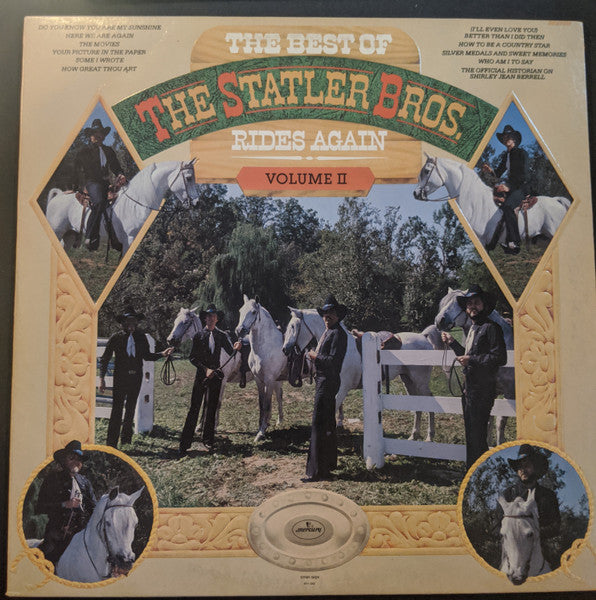 DO YOU KNOW YOU ARE MY SUNSHINE
HERE WE ARE AGAIN
THE MOVIES
YOUR PICTURE IN THE PAPER
SOME I WROTE
HOW GREAT THOU ART
THE BEST OF
THE STATLER BROS.
RIDES AGAIN
VOLUME II
(I'LL EVEN LOVE YOU)
BETTER THAN I DID THEN
HOW TO BE A COUNTRY STAR
SILVER MEDALS AND SWEET MEMORIES
WHO AM I TO SAY
THE OFFICIAL HISTORIAN ON
SHIRLEY JEAN BERRELL
mercury